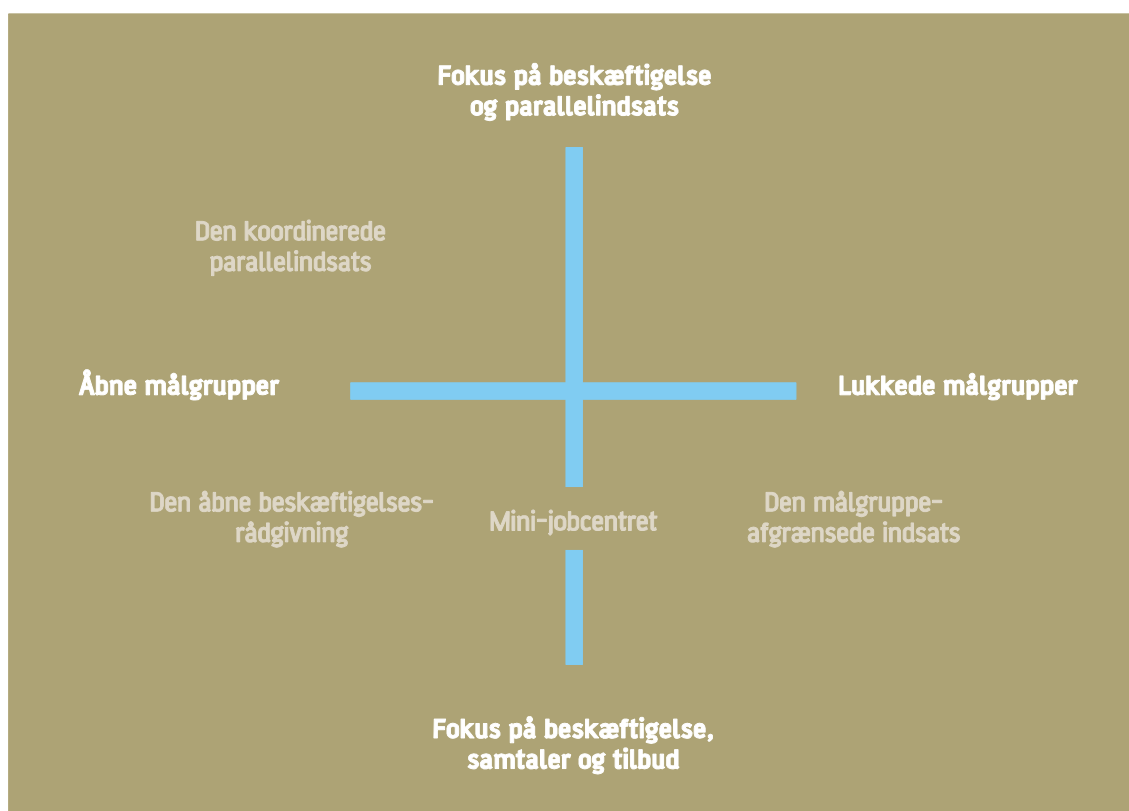 Fokus på beskæftigelse
og parallelindsats
Den koordinerede
parallelindsats
Åbne målgrupper
Lukkede målgrupper
Den åbne beskæftigelses-
rådgivning
Mini-jobcentret
Den målgruppe-
afgrænsede indsats
Fokus på beskæftigelse,
samtaler og tilbud